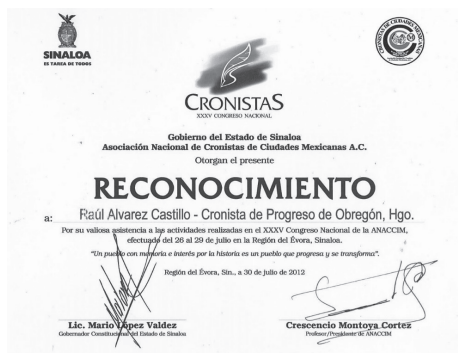 SINALOA
ES TAREA DE TODOS
CRONISTAS DE CIUDADES MEXICANAS
CRONISTAS
XXXV CONGRESO NACIONAL
Gobierno del Estado de Sinaloa
Asociación Nacional de Cronistas de Ciudades Mexicanas A.C.
Otorgan el presente
RECONOCIMIENTO
a: Raúl Alvarez Castillo - Cronista de Progreso de Obregón, Hgo.
Por su valiosa asistencia a las actividades realizadas en el XXXV Congreso Nacional de la ANACCIM,
efectuado del 26 al 29 de julio en la Región del Évora, Sinaloa.
"Un pueblo con memoria e interés por la historia es un pueblo que progresa y se transforma".
Región del Évora, Sin., a 30 de julio de 2012
Lic. Mario López Valdez
Gobernador Constitucional del Estado de Sinaloa
Crescencio Montoya Cortez
Profesor/Presidente de ANACCIM